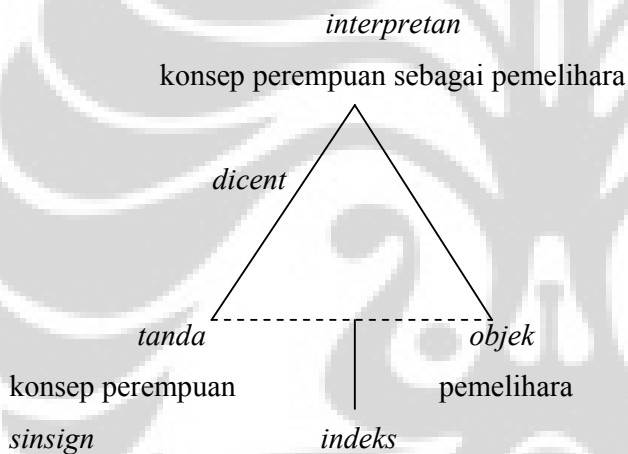 interpretan
konsep perempuan sebagai pemelihara
dicent
tanda objek
konsep perempuan pemelihara
sinsign indeks